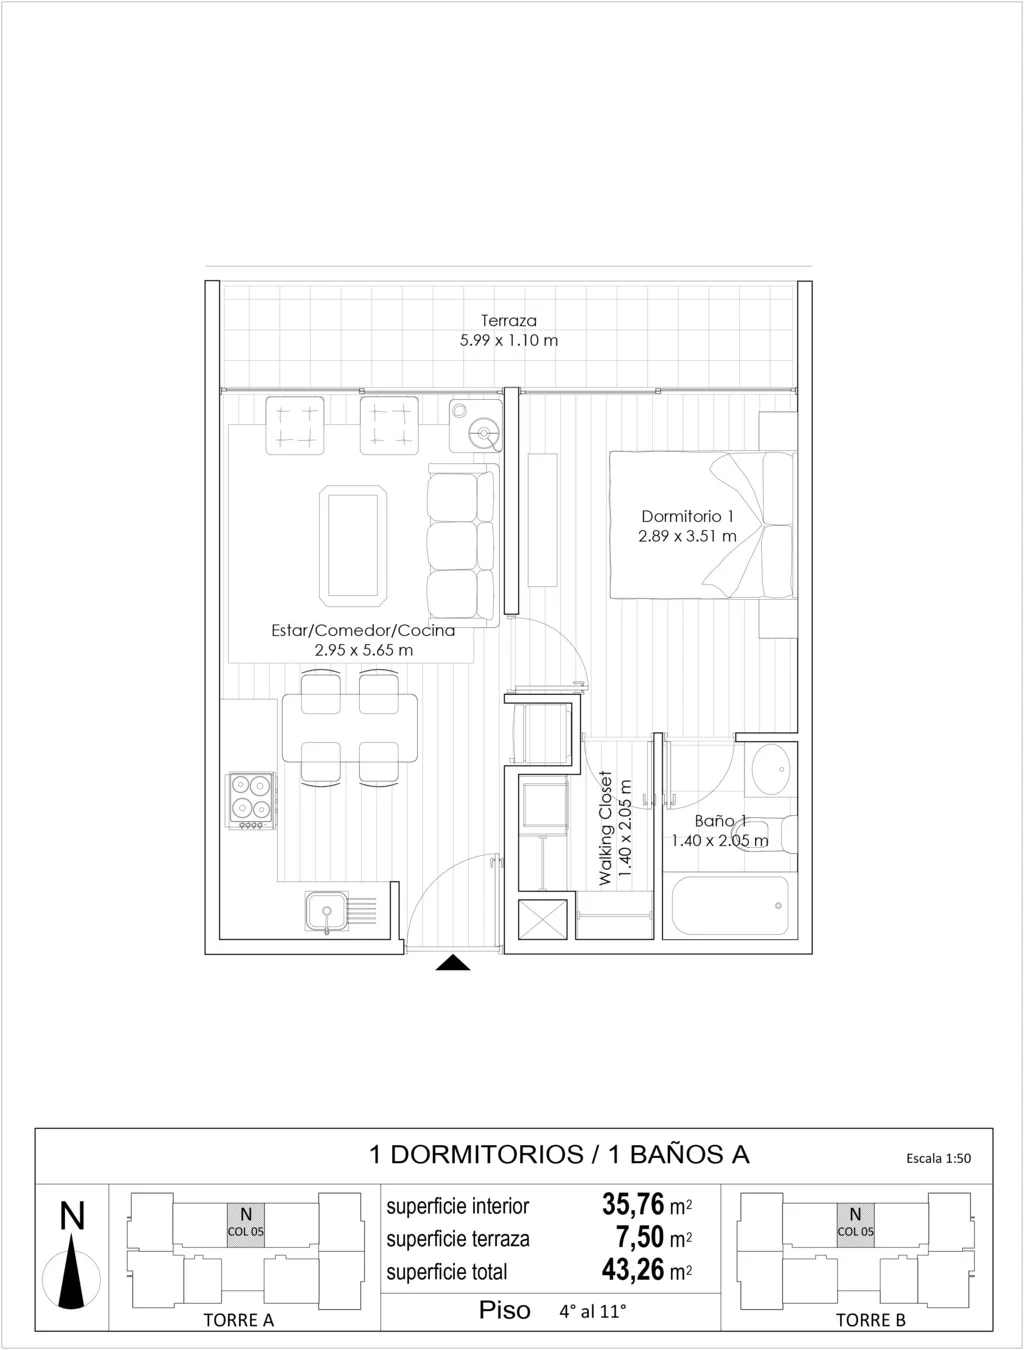 Terraza
5.99 x 1.10 m
Dormitorio 1
2.89 x 3.51 m
Estar/Comedor/Cocina
2.95 x 5.65 m
Walking Closet
1.40 x 2.05 m
Baño 1
1.40 x 2.05 m
1 DORMITORIOS / 1 BAÑOS A
Escala 1:50
N
N
COL 05
TORRE A
superficie interior 35,76 m2
superficie terraza 7,50 m2
superficie total 43,26 m2
Piso 4° al 11°
N
COL 05
TORRE B